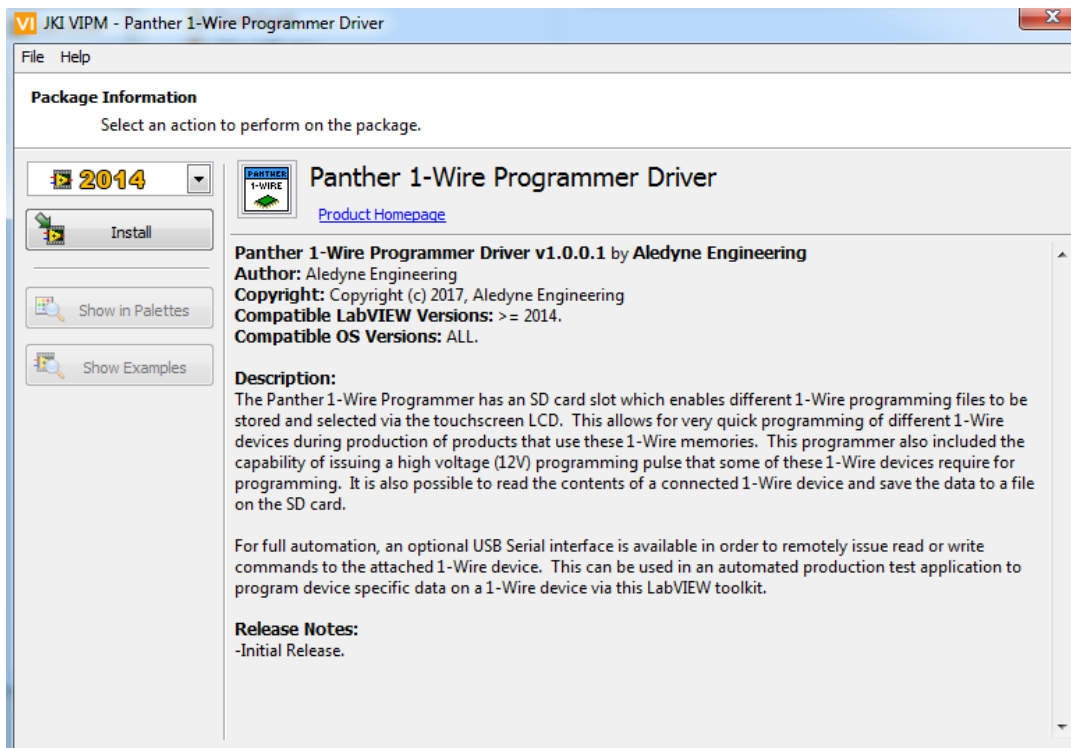 VI JKI VIPM - Panther 1-Wire Programmer Driver
x
File Help
Package Information
Select an action to perform on the package.
2014
Install
Show in Palettes
Show Examples
PANTHER
1-WIRE
Panther 1-Wire Programmer Driver
Product Homepage
Panther 1-Wire Programmer Driver v1.0.0.1 by Aledyne Engineering
Author: Aledyne Engineering
Copyright: Copyright (c) 2017, Aledyne Engineering
Compatible LabVIEW Versions: >= 2014.
Compatible OS Versions: ALL.
Description:
The Panther 1-Wire Programmer has an SD card slot which enables different 1-Wire programming files to be
stored and selected via the touchscreen LCD. This allows for very quick programming of different 1-Wire
devices during production of products that use these 1-Wire memories. This programmer also included the
capability of issuing a high voltage (12V) programming pulse that some of these 1-Wire devices require for
programming. It is also possible to read the contents of a connected 1-Wire device and save the data to a file
on the SD card.
For full automation, an optional USB Serial interface is available in order to remotely issue read or write
commands to the attached 1-Wire device. This can be used in an automated production test application to
program device specific data on a 1-Wire device via this LabVIEW toolkit.
Release Notes:
-Initial Release.